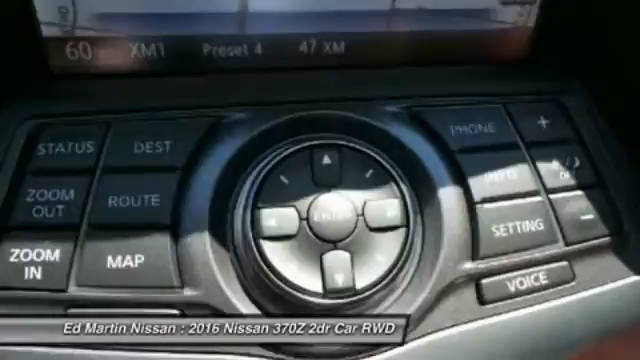 60 XM1 Preset 4 47 XM
STATUS DEST
ZOOM OUT ROUTE
ZOOM IN MAP
ENTER
PHONE +
INFO
SETTING -
VOICE
Ed Martin Nissan : 2016 Nissan 370Z 2dr Car RWD